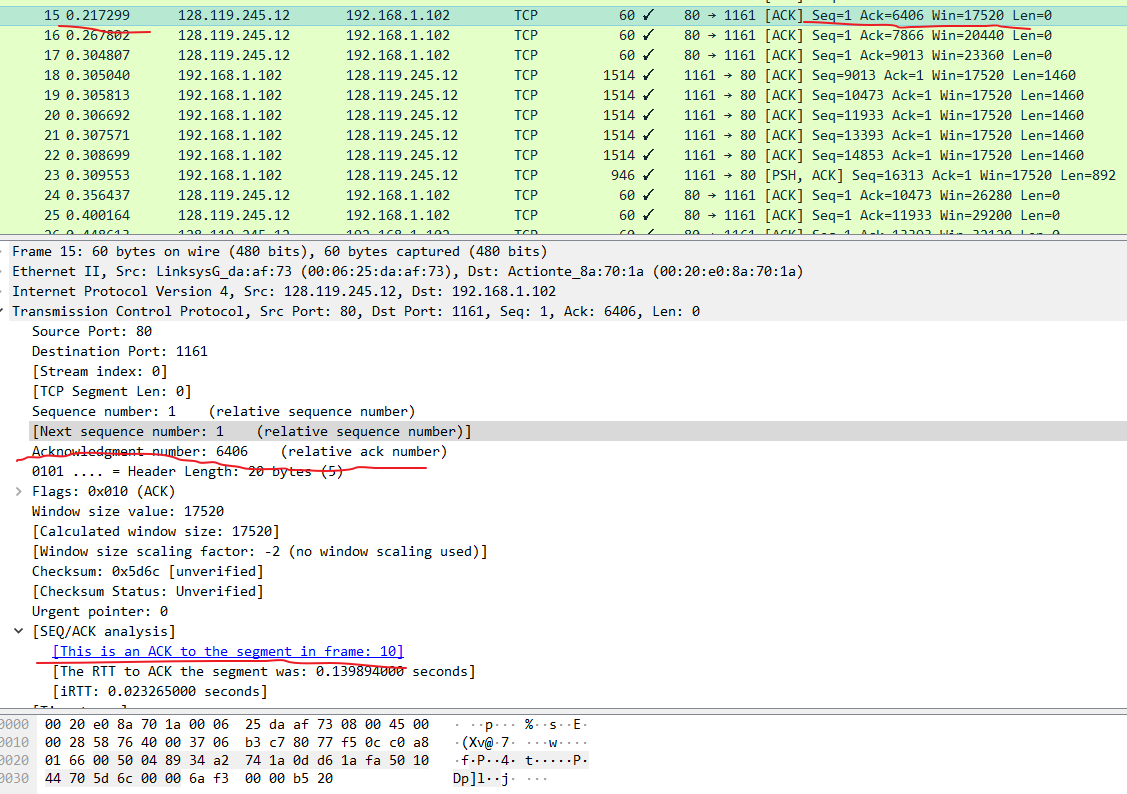 15 0.217299 128.119.245.12 192.168.1.102 TCP 60 ✓ 80 → 1161 [ACK] Seq=1 Ack=6406 Win=17520 Len=0
16 0.267802 128.119.245.12 192.168.1.102 TCP 60 ✓ 80 → 1161 [ACK] Seq=1 Ack=7866 Win=20440 Len=0
17 0.304807 128.119.245.12 192.168.1.102 TCP 60 ✓ 80 → 1161 [ACK] Seq=1 Ack=9013 Win=23360 Len=0
18 0.305040 192.168.1.102 128.119.245.12 TCP 1514 ✓ 1161 → 80 [ACK] Seq=9013 Ack=1 Win=17520 Len=1460
19 0.305813 192.168.1.102 128.119.245.12 TCP 1514 ✓ 1161 → 80 [ACK] Seq=10473 Ack=1 Win=17520 Len=1460
20 0.306692 192.168.1.102 128.119.245.12 TCP 1514 ✓ 1161 → 80 [ACK] Seq=11933 Ack=1 Win=17520 Len=1460
21 0.307571 192.168.1.102 128.119.245.12 TCP 1514 ✓ 1161 → 80 [ACK] Seq=13393 Ack=1 Win=17520 Len=1460
22 0.308699 192.168.1.102 128.119.245.12 TCP 1514 ✓ 1161 → 80 [ACK] Seq=14853 Ack=1 Win=17520 Len=1460
23 0.309553 192.168.1.102 128.119.245.12 TCP 946 ✓ 1161 → 80 [PSH, ACK] Seq=16313 Ack=1 Win=17520 Len=892
24 0.356437 128.119.245.12 192.168.1.102 TCP 60 ✓ 80 → 1161 [ACK] Seq=1 Ack=10473 Win=26280 Len=0
25 0.400164 128.119.245.12 192.168.1.102 TCP 60 ✓ 80 → 1161 [ACK] Seq=1 Ack=11933 Win=29200 Len=0
Frame 15: 60 bytes on wire (480 bits), 60 bytes captured (480 bits)
Ethernet II, Src: LinksysG_da:af:73 (00:06:25:da:af:73), Dst: Actionte_8a:70:1a (00:20:e0:8a:70:1a)
Internet Protocol Version 4, Src: 128.119.245.12, Dst: 192.168.1.102
Transmission Control Protocol, Src Port: 80, Dst Port: 1161, Seq: 1, Ack: 6406, Len: 0
Source Port: 80
Destination Port: 1161
[Stream index: 0]
[TCP Segment Len: 0]
Sequence number: 1 (relative sequence number)
[Next sequence number: 1 (relative sequence number)]
Acknowledgment number: 6406 (relative ack number)
0101 .... = Header Length: 20 bytes (5)
Flags: 0x010 (ACK)
Window size value: 17520
[Calculated window size: 17520]
[Window size scaling factor: -2 (no window scaling used)]
Checksum: 0x5d6c [unverified]
[Checksum Status: Unverified]
Urgent pointer: 0
[SEQ/ACK analysis]
[This is an ACK to the segment in frame: 10]
[The RTT to ACK the segment was: 0.139894000 seconds]
[iRTT: 0.023265000 seconds]
0000 00 20 e0 8a 70 1a 00 06 25 da af 73 08 00 45 00 · ··p··· %··s··E·
0010 00 28 58 76 40 00 37 06 b3 c7 80 77 f5 0c c0 a8 ·(Xv@·7· ···w····
0020 01 66 00 50 04 89 34 a2 74 1a 0d d6 1a fa 50 10 ·f·P··4· t·····P·
0030 44 70 5d 6c 00 00 6a f3 00 00 b5 20 Dp]l··j· ···